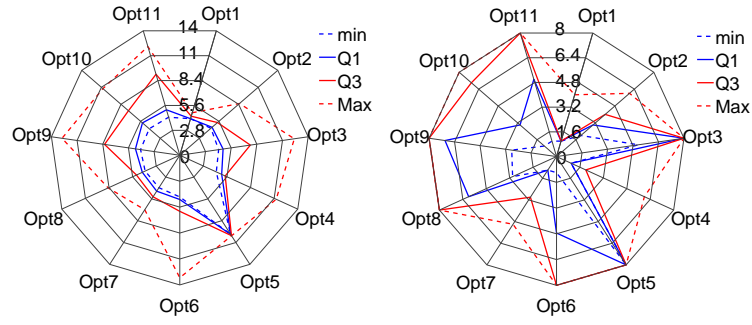 Opt11
14
Opt1
11
Opt10
8.4
Opt2
5.6
2.8
Opt9
0
Opt3
Opt8
Opt4
Opt7
Opt5
Opt6
min
Q1
Q3
Max
Opt11
8
Opt1
6.4
Opt10
4.8
Opt2
3.2
1.6
Opt9
0
Opt3
Opt8
Opt4
Opt7
Opt5
Opt6
min
Q1
Q3
Max